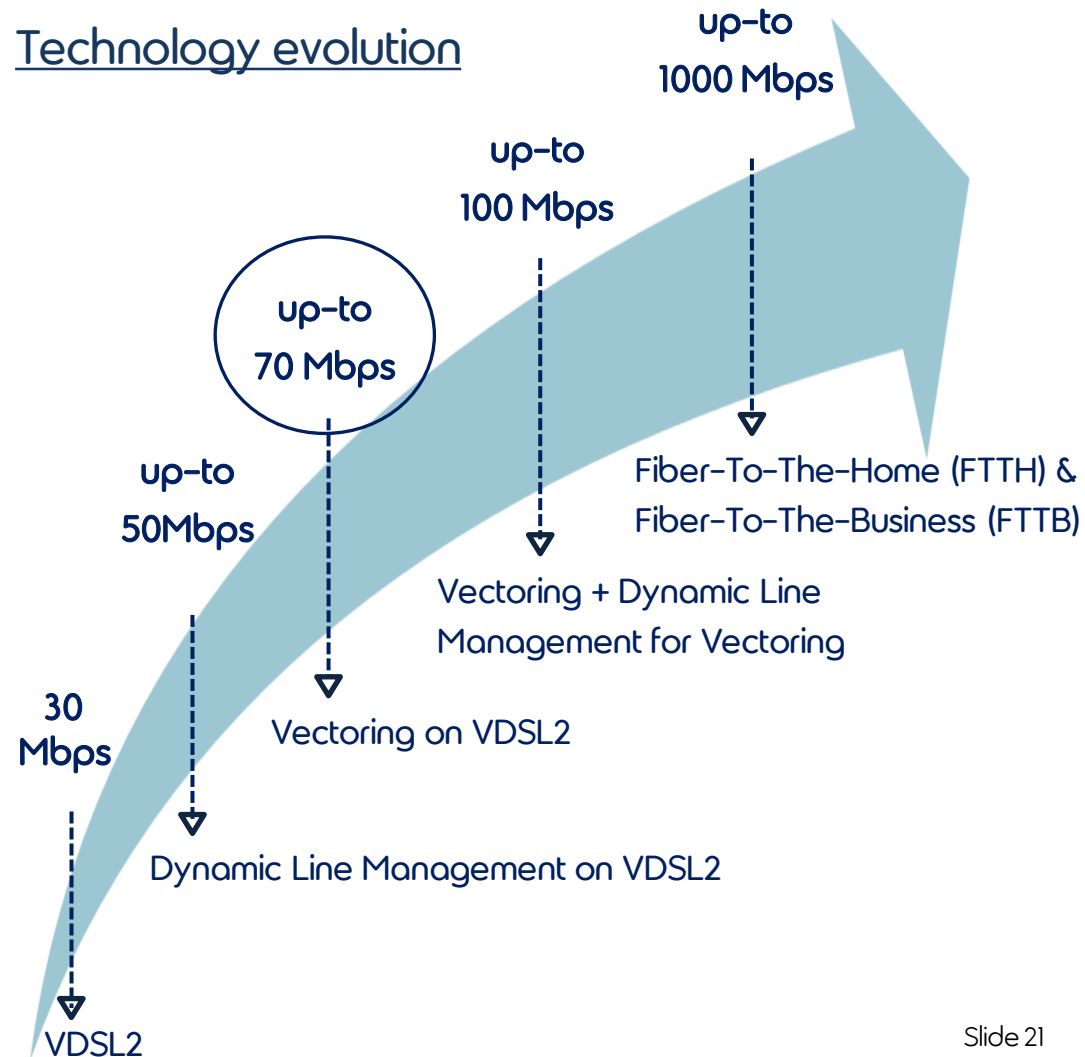 Technology evolution
up-to
1000 Mbps
up-to
100 Mbps
up-to
70 Mbps
up-to
50Mbps
30
Mbps
Fiber-To-The-Home (FTTH) &
Fiber-To-The-Business (FTTB)
Vectoring + Dynamic Line
Management for Vectoring
Vectoring on VDSL2
Dynamic Line Management on VDSL2
VDSL2
Slide 21